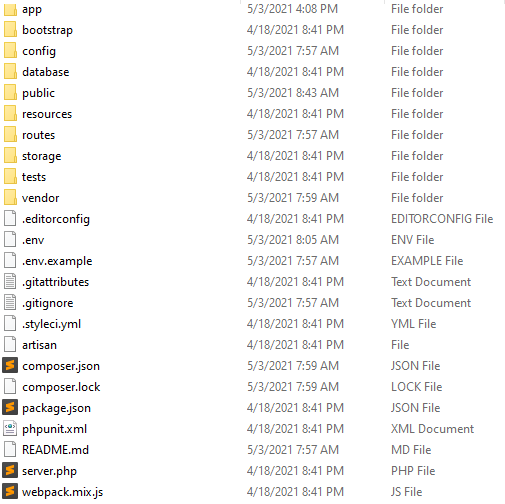 app 5/3/2021 4:08 PM File folder
bootstrap 4/18/2021 8:41 PM File folder
config 5/3/2021 7:57 AM File folder
database 4/18/2021 8:41 PM File folder
public 5/3/2021 8:43 AM File folder
resources 4/18/2021 8:41 PM File folder
routes 5/3/2021 7:57 AM File folder
storage 4/18/2021 8:41 PM File folder
tests 4/18/2021 8:41 PM File folder
vendor 5/3/2021 7:59 AM File folder
.editorconfig 4/18/2021 8:41 PM EDITORCONFIG File
.env 5/3/2021 8:05 AM ENV File
.env.example 5/3/2021 7:57 AM EXAMPLE File
.gitattributes 4/18/2021 8:41 PM Text Document
.gitignore 5/3/2021 7:57 AM Text Document
.styleci.yml 4/18/2021 8:41 PM YML File
artisan 4/18/2021 8:41 PM File
composer.json 5/3/2021 7:59 AM JSON File
composer.lock 5/3/2021 7:59 AM LOCK File
package.json 4/18/2021 8:41 PM JSON File
phpunit.xml 4/18/2021 8:41 PM XML Document
README.md 5/3/2021 7:57 AM MD File
server.php 4/18/2021 8:41 PM PHP File
webpack.mix.js 4/18/2021 8:41 PM JS File